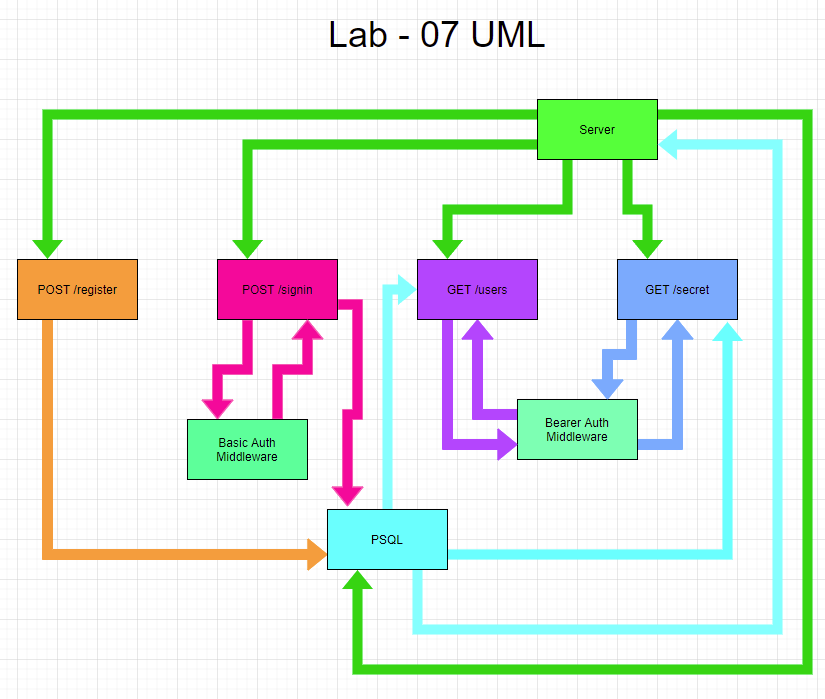 Lab - 07 UML
Server
POST /register
POST /signin
GET /users
GET /secret
Basic Auth
Middleware
Bearer Auth
Middleware
PSQL